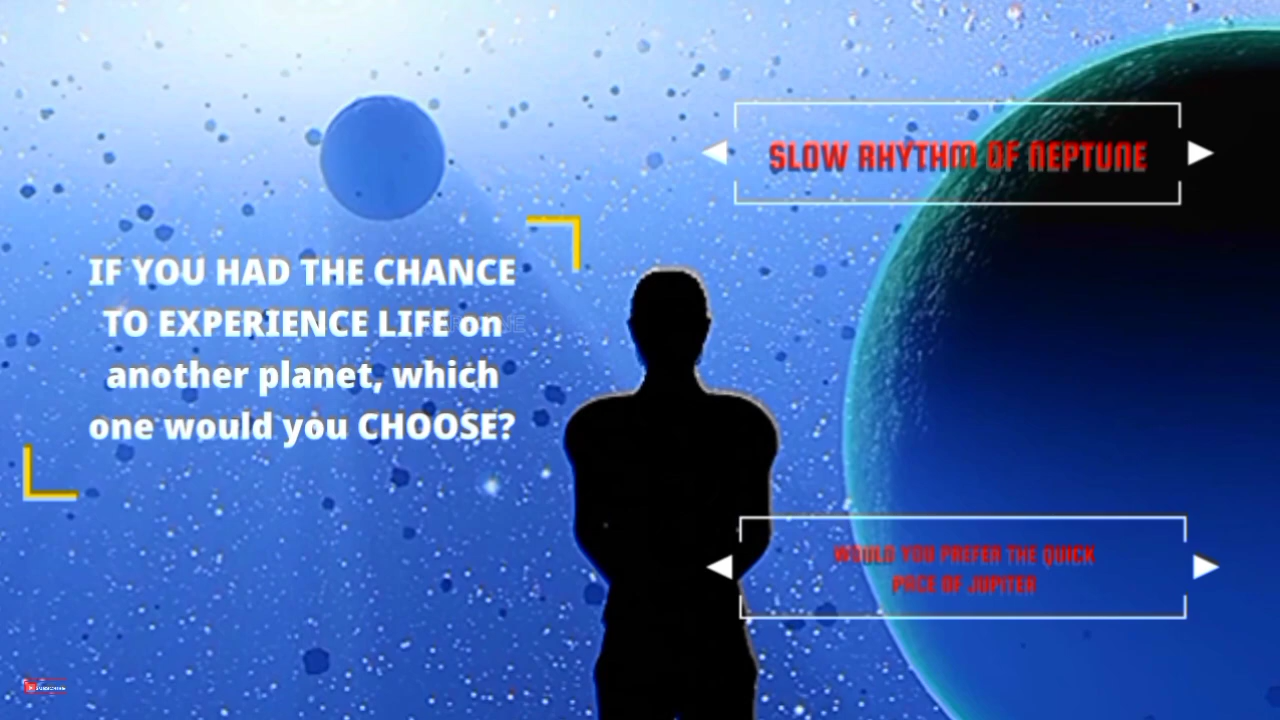 SLOW RHYTHM OF NEPTUNE
IF YOU HAD THE CHANCE
TO EXPERIENCE LIFE on
another planet, which
one would you CHOOSE?
WOULD YOU PREFER THE QUICK
PACE OF JUPITER
SUBSCRIBE